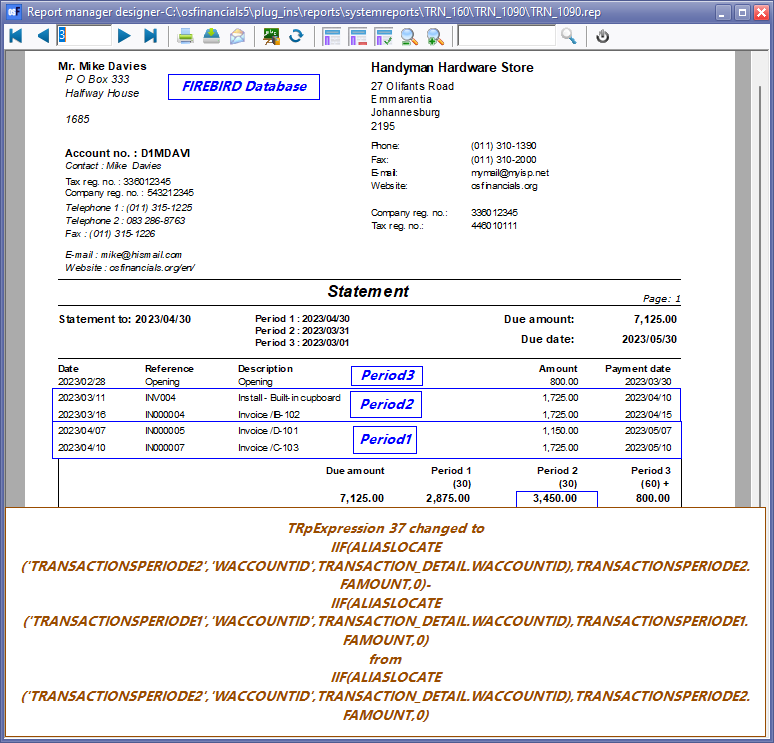 Report manager designer-C:\osfinancials5\plug_ins\reports\systemreports\TRN_160\TRN_1090\TRN_1090.rep
3
Mr. Mike Davies
P O Box 333
Halfway House
1685
FIREBIRD Database
Handyman Hardware Store
27 Olifants Road
Emmarentia
Johannesburg
2195
Phone: (011) 310-1390
Fax: (011) 310-2000
E-mail: mymail@myisp.net
Website: osfinancials.org
Company reg. no.: 336012345
Tax reg. no.: 446010111
Account no. : D1MDAVI
Contact : Mike Davies
Tax reg. no. : 336012345
Company reg. no. : 543212345
Telephone 1 : (011) 315-1225
Telephone 2 : 083 286-8763
Fax : (011) 315-1226
E-mail : mike@hismail.com
Website : osfinancials.org/en/
Statement
Page: 1
Statement to: 2023/04/30
Period 1 : 2023/04/30
Period 2 : 2023/03/31
Period 3 : 2023/03/01
Due amount: 7,125.00
Due date: 2023/05/30
Date Reference Description Amount Payment date
2023/02/28 Opening Opening Period3 800.00 2023/03/30
2023/03/11 INV004 Install - Built-in cupboard 1,725.00 2023/04/10
Period2
2023/03/16 IN000004 Invoice /B-102 1,725.00 2023/04/15
2023/04/07 IN000005 Invoice /D-101 1,150.00 2023/05/07
Period1
2023/04/10 IN000007 Invoice /C-103 1,725.00 2023/05/10
Due amount Period 1 Period 2 Period 3
(30) (30) (60) +
7,125.00 2,875.00 3,450.00 800.00
TRpExpression 37 changed to
IIF(ALIASLOCATE
('TRANSACTIONSPERIODE2','WACCOUNTID',TRANSACTION_DETAIL.WACCOUNTID),TRANSACTIONSPERIODE2.
FAMOUNT,0)-
IIF(ALIASLOCATE
('TRANSACTIONSPERIODE1','WACCOUNTID',TRANSACTION_DETAIL.WACCOUNTID),TRANSACTIONSPERIODE1.
FAMOUNT,0)
from
IIF(ALIASLOCATE
('TRANSACTIONSPERIODE2','WACCOUNTID',TRANSACTION_DETAIL.WACCOUNTID),TRANSACTIONSPERIODE2.
FAMOUNT,0)